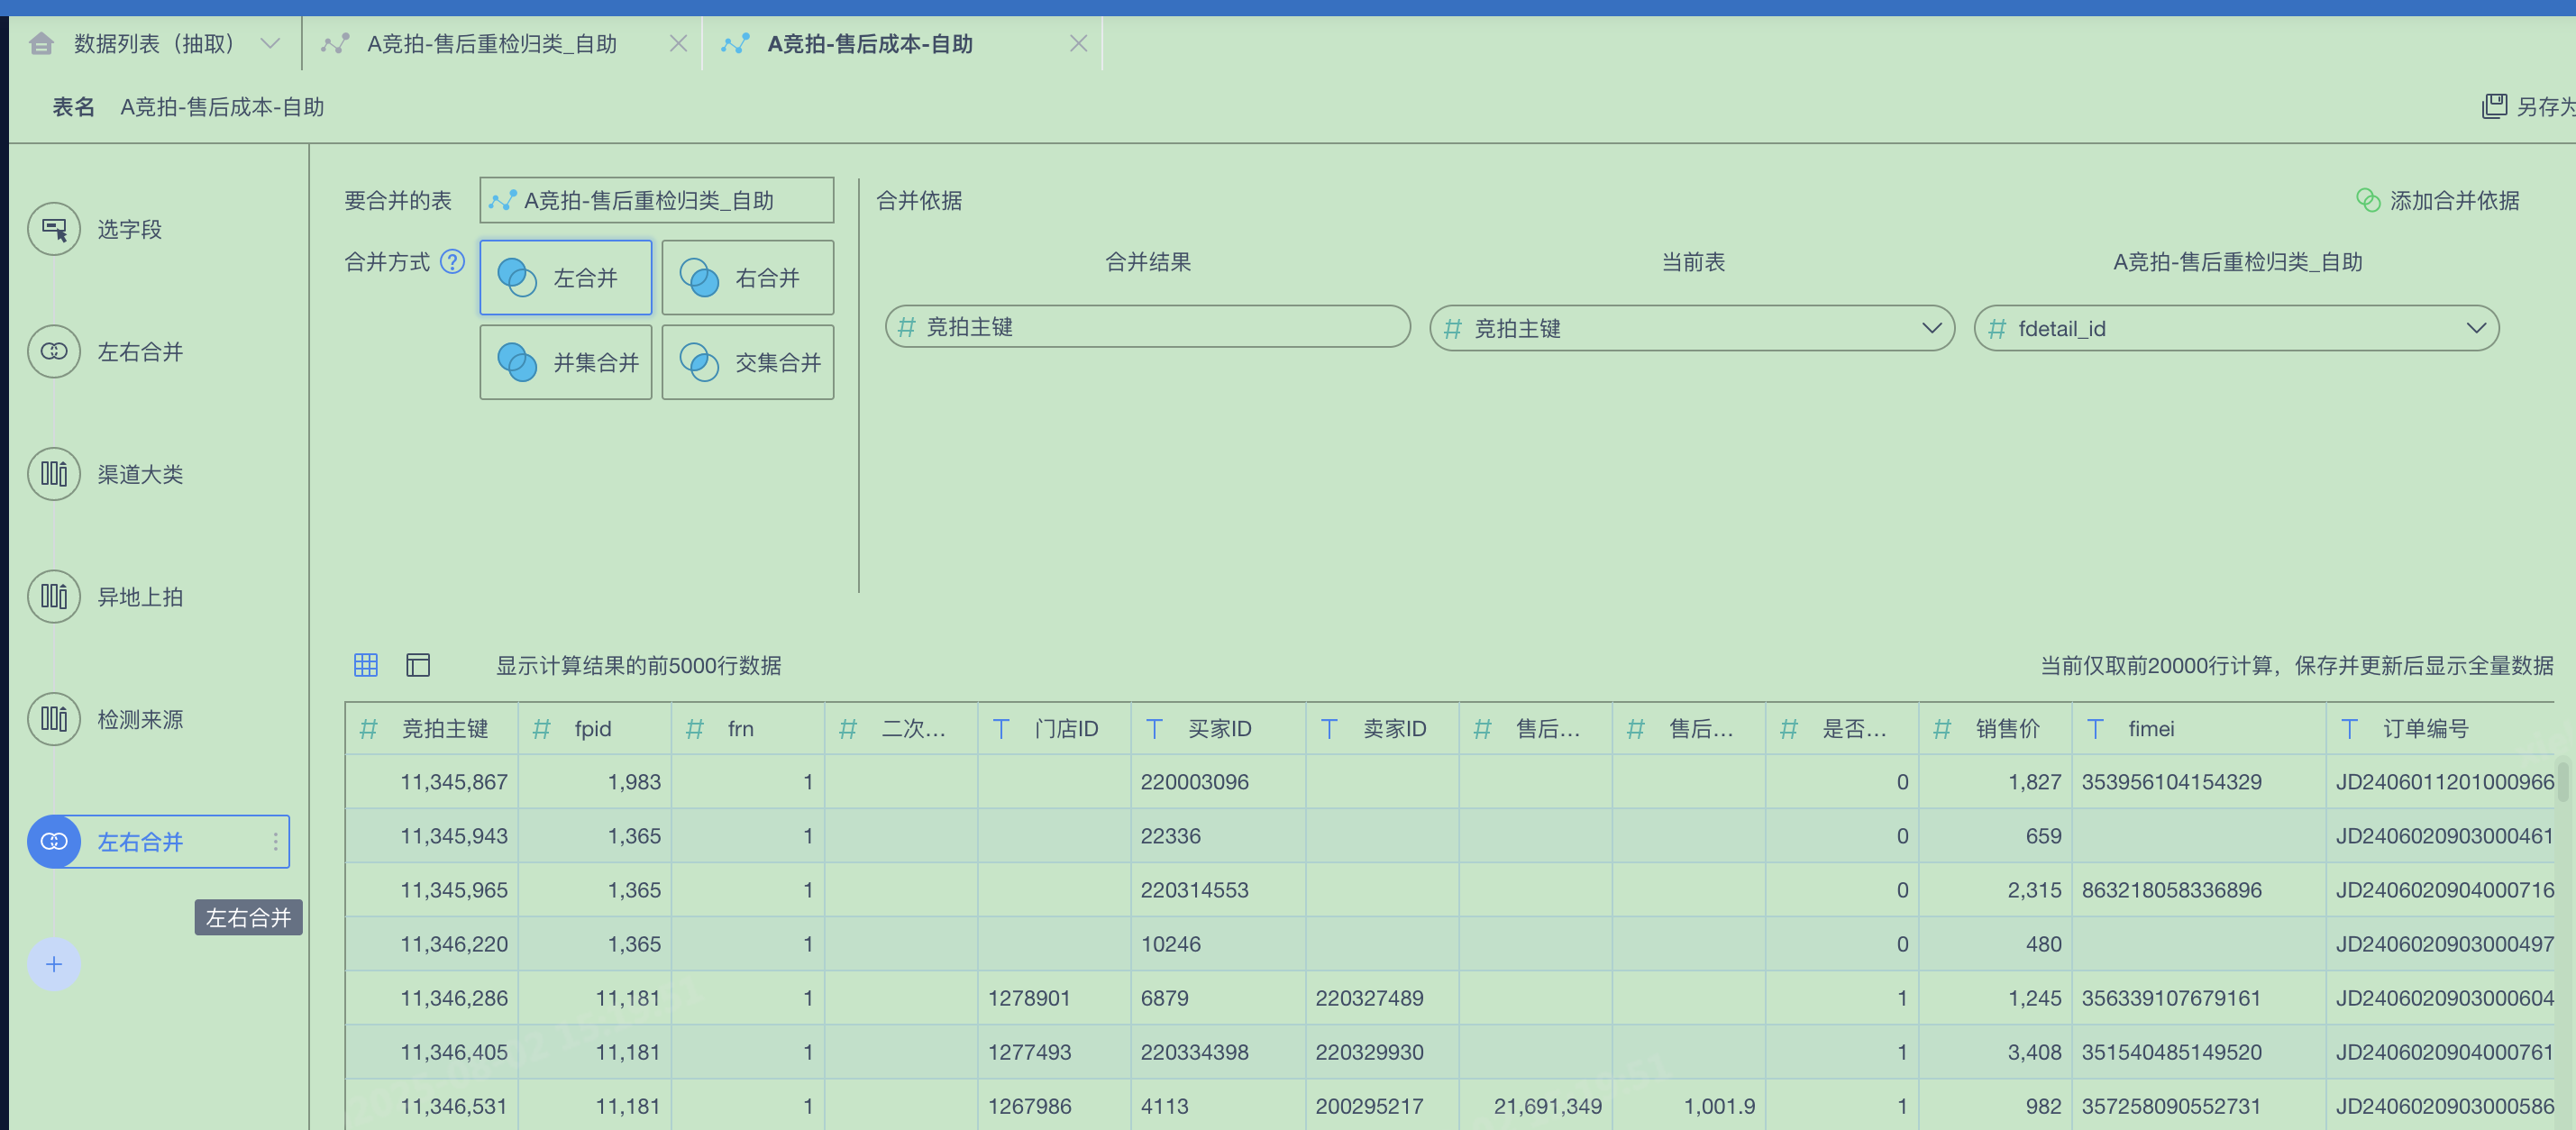 数据列表（抽取） A竞拍-售后重检归类_自助 A竞拍-售后成本-自助
表名 A竞拍-售后成本-自助 另存为
选字段
左右合并
渠道大类
异地上拍
检测来源
左右合并
左右合并
要合并的表 A竞拍-售后重检归类_自助 合并依据 添加合并依据
合并方式 ? 左合并 右合并 合并结果 当前表 A竞拍-售后重检归类_自助
# 竞拍主键 # 竞拍主键 # fdetail_id
并集合并 交集合并
显示计算结果的前5000行数据 当前仅取前20000行计算，保存并更新后显示全量数据
# 竞拍主键 # fpid # frn # 二次... T 门店ID T 买家ID T 卖家ID # 售后... # 售后... # 是否... # 销售价 T fimei T 订单编号
11,345,867 1,983 1 220003096 0 1,827 353956104154329 JD2406011201000966
11,345,943 1,365 1 22336 0 659 JD2406020903000461
11,345,965 1,365 1 220314553 0 2,315 863218058336896 JD2406020904000716
11,346,220 1,365 1 10246 0 480 JD2406020903000497
11,346,286 11,181 1 1278901 6879 220327489 1 1,245 356339107679161 JD2406020903000604
11,346,405 11,181 1 1277493 220334398 220329930 1 3,408 351540485149520 JD2406020904000761
11,346,531 11,181 1 1267986 4113 200295217 21,691,349 1,001.9 1 982 357258090552731 JD2406020903000586